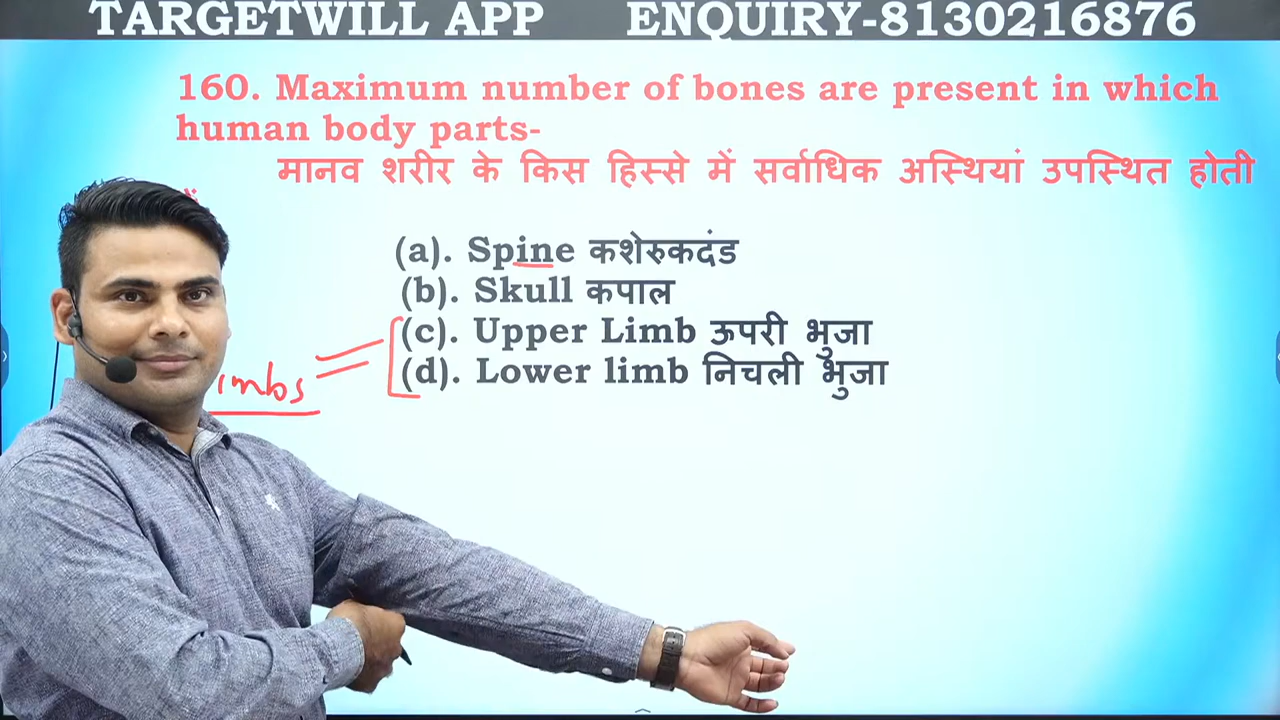 TARGETWILL APP ENQUIRY-8130216876
160. Maximum number of bones are present in which
human body parts-
मानव शरीर के किस हिस्से में सर्वाधिक अस्थियां उपस्थित होती
(a). Spine कशेरुकदंड
(b). Skull कपाल
(c). Upper Limb ऊपरी भुजा
(d). Lower limb निचली भुजा